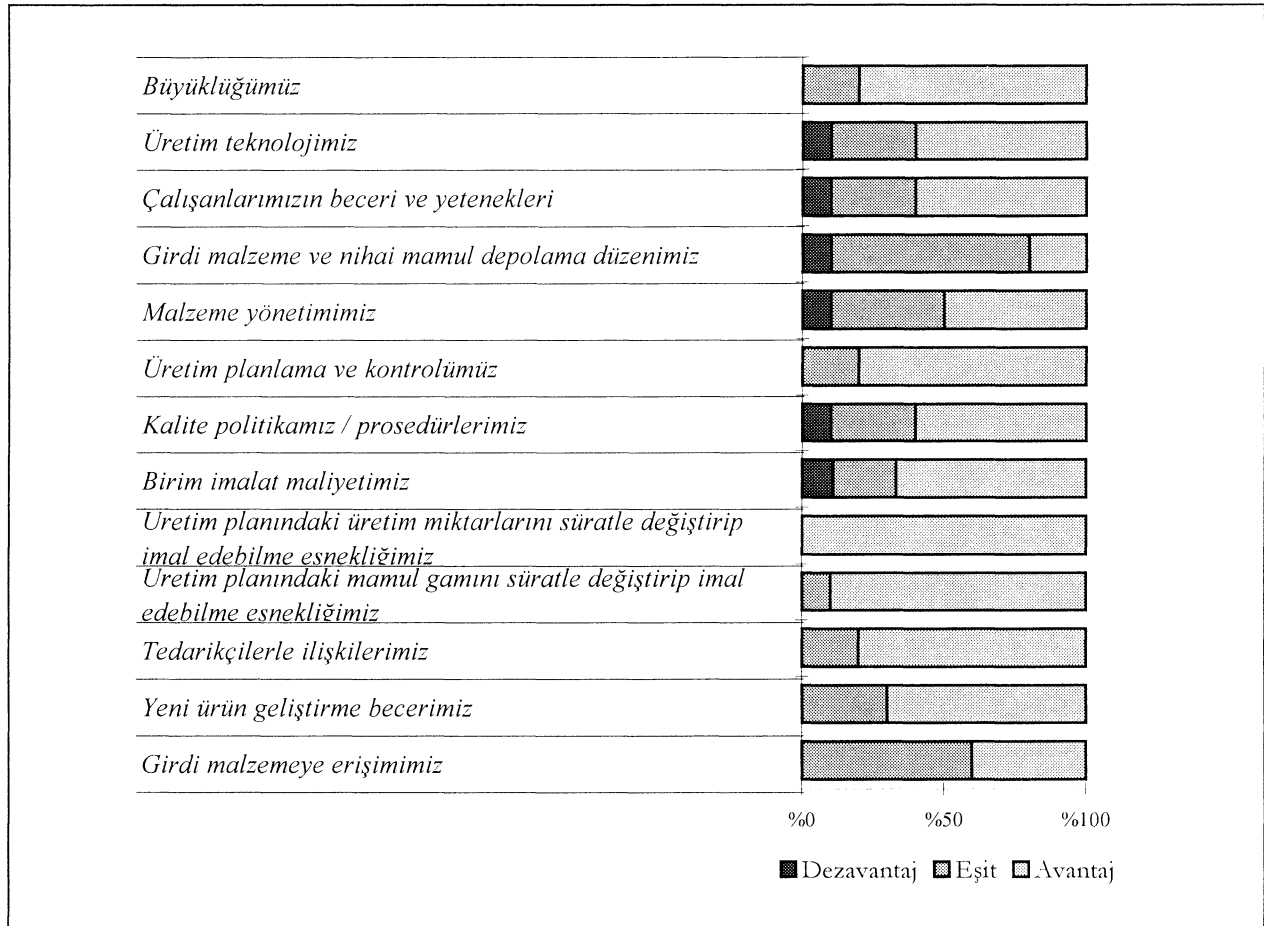 Büyüklüğümüz
Üretim teknolojimiz
Çalışanlarımızın beceri ve yetenekleri
Girdi malzeme ve nihai mamul depolama düzenimiz
Malzeme yönetimimiz
Üretim planlama ve kontrolümüz
Kalite politikamız / prosedürlerimiz
Birim imalat maliyetimiz
Üretim planındaki üretim miktarlarını süratle değiştirip
imal edebilme esnekliğimiz
Üretim planındaki mamul gamını süratle değiştirip imal
edebilme esnekliğimiz
Tedarikçilerle ilişkilerimiz
Yeni ürün geliştirme becerimiz
Girdi malzemeye erişimimiz
%0 %50 %100
Dezavantaj Eşit Avantaj